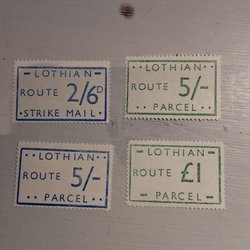 - LOTHIAN -
ROUTE 2/6D
STRIKE MAIL
LOTHIAN
ROUTE 5/-
PARCEL
·· LOTHIAN ··
ROUTE 5/-
·· PARCEL ··
LOTHIAN
ROUTE £1
- PARCEL -